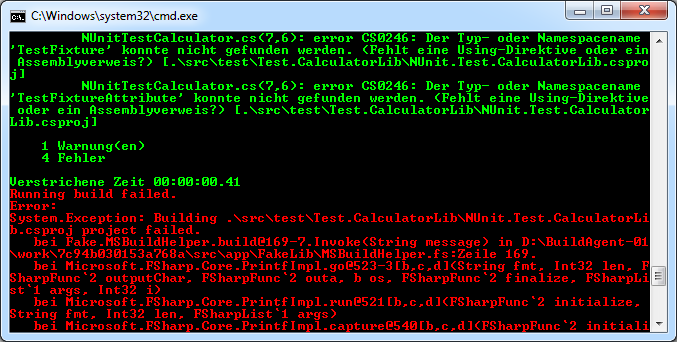 C:\Windows\system32\cmd.exe
NUnitTestCalculator.cs(7,6): error CS0246: Der Typ- oder Namespacename
'TestFixture' konnte nicht gefunden werden. (Fehlt eine Using-Direktive oder ein
Assemblyverweis?) [.\src\test\Test.CalculatorLib\NUnit.Test.CalculatorLib.cspro
j]
NUnitTestCalculator.cs(7,6): error CS0246: Der Typ- oder Namespacename
'TestFixtureAttribute' konnte nicht gefunden werden. (Fehlt eine Using-Direktive
oder ein Assemblyverweis?) [.\src\test\Test.CalculatorLib\NUnit.Test.Calculator
Lib.csproj]
1 Warnung(en)
4 Fehler
Verstrichene Zeit 00:00:00.41
Running build failed.
Error:
System.Exception: Building .\src\test\Test.CalculatorLib\NUnit.Test.CalculatorLi
b.csproj project failed.
bei Fake.MSBuildHelper.build@169-7.Invoke(String message) in D:\BuildAgent-01
\work\7c94b030153a768a\src\app\FakeLib\MSBuildHelper.fs:Zeile 169.
bei Microsoft.FSharp.Core.PrintfImpl.go@523-3[b,c,d](String fmt, Int32 len, F
SharpFunc`2 outputChar, FSharpFunc`2 outa, b os, FSharpFunc`2 finalize, FSharpLi
st`1 args, Int32 i)
bei Microsoft.FSharp.Core.PrintfImpl.run@521[b,c,d](FSharpFunc`2 initialize,
String fmt, Int32 len, FSharpList`1 args)
bei Microsoft.FSharp.Core.PrintfImpl.capture@540[b,c,d](FSharpFunc`2 initiali